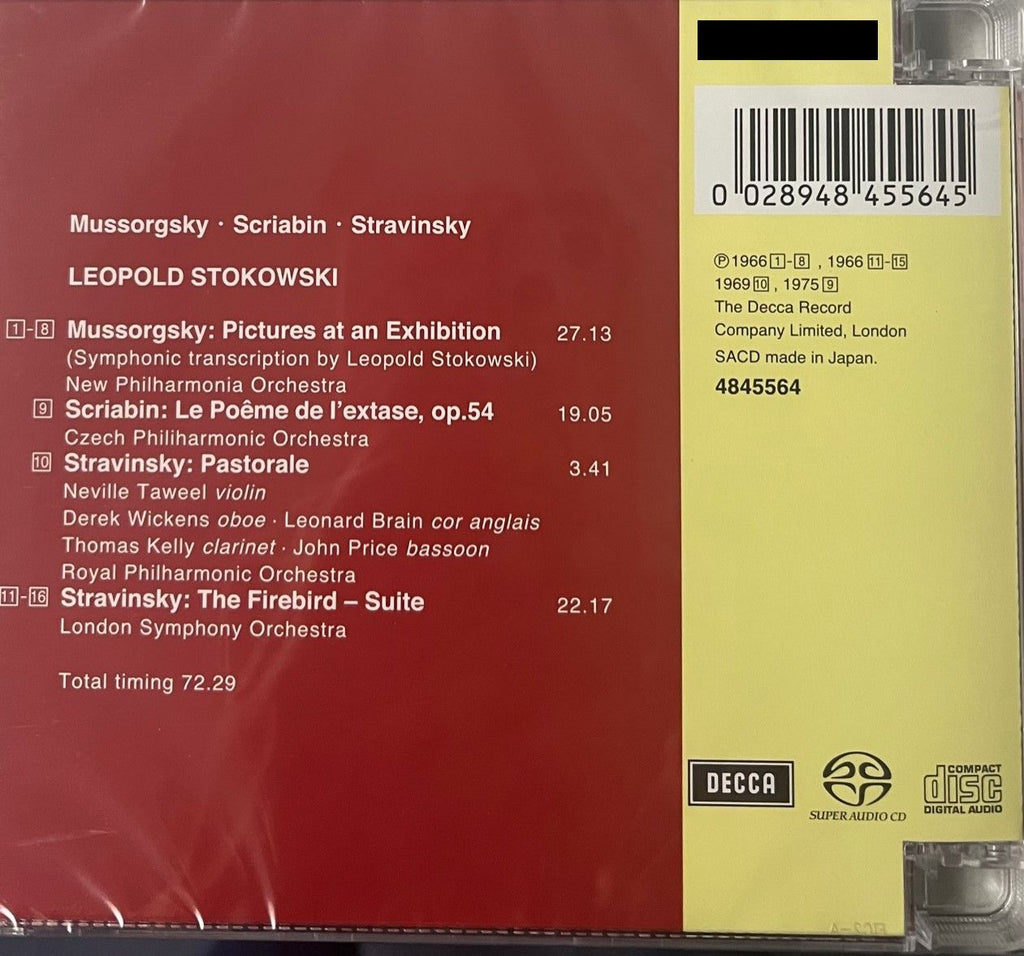 Mussorgsky · Scriabin · Stravinsky
LEOPOLD STOKOWSKI
1-8 Mussorgsky: Pictures at an Exhibition 27.13
(Symphonic transcription by Leopold Stokowski)
New Philharmonia Orchestra
9 Scriabin: Le Poême de l'extase, op.54 19.05
Czech Philiharmonic Orchestra
10 Stravinsky: Pastorale 3.41
Neville Taweel violin
Derek Wickens oboe · Leonard Brain cor anglais
Thomas Kelly clarinet · John Price bassoon
Royal Philharmonic Orchestra
11-16 Stravinsky: The Firebird – Suite 22.17
London Symphony Orchestra
Total timing 72.29
0 028948 455645
℗1966 1-8 , 1966 11-15
1969 10 , 1975 9
The Decca Record
Company Limited, London
SACD made in Japan.
4845564
DECCA
SUPER AUDIO CD
COMPACT
disc
DIGITAL AUDIO